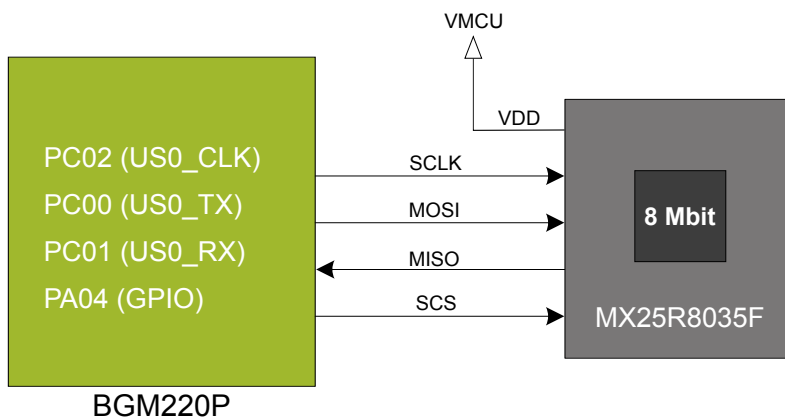 VMCU
VDD
PC02 (US0_CLK)
SCLK
PC00 (US0_TX)
MOSI
8 Mbit
PC01 (US0_RX)
MISO
PA04 (GPIO)
SCS
MX25R8035F
BGM220P